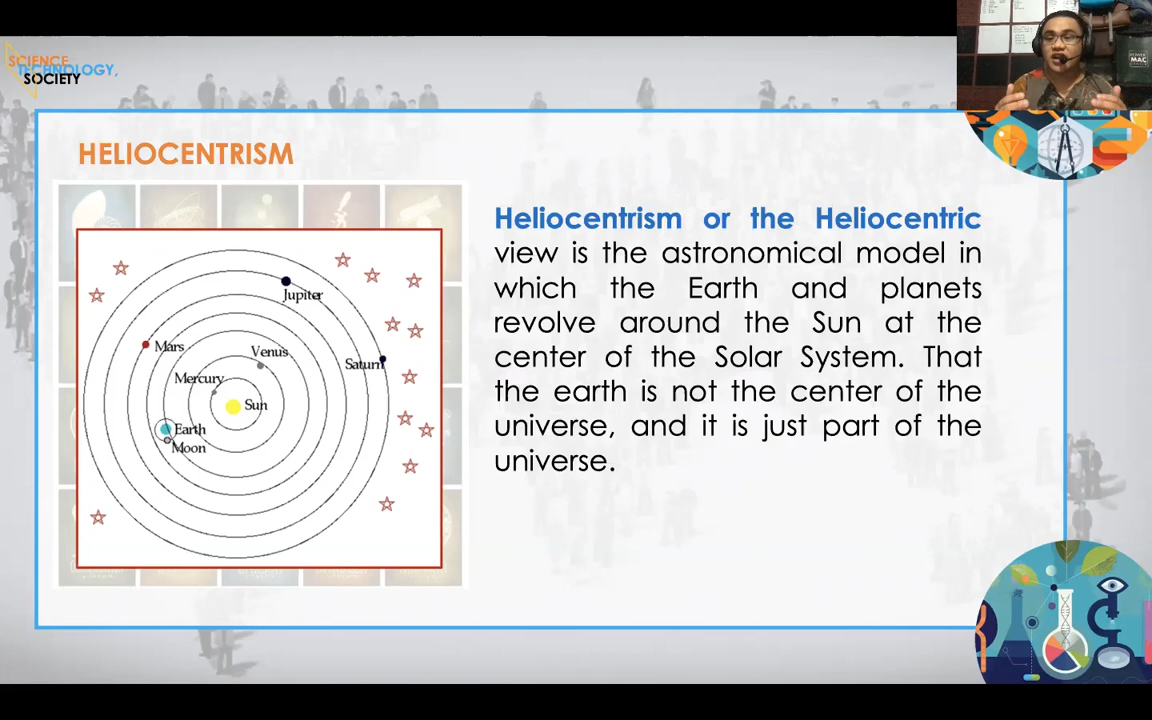 SCIENCE,
TECHNOLOGY,
SOCIETY
MAC
HELIOCENTRISM
Heliocentrism or the Heliocentric
view is the astronomical model in
which the Earth and planets
revolve around the Sun at the
center of the Solar System. That
the earth is not the center of the
universe, and it is just part of the
universe.
Jupiter
Mars
Venus
Saturn
Mercury
Sun
Earth
Moon